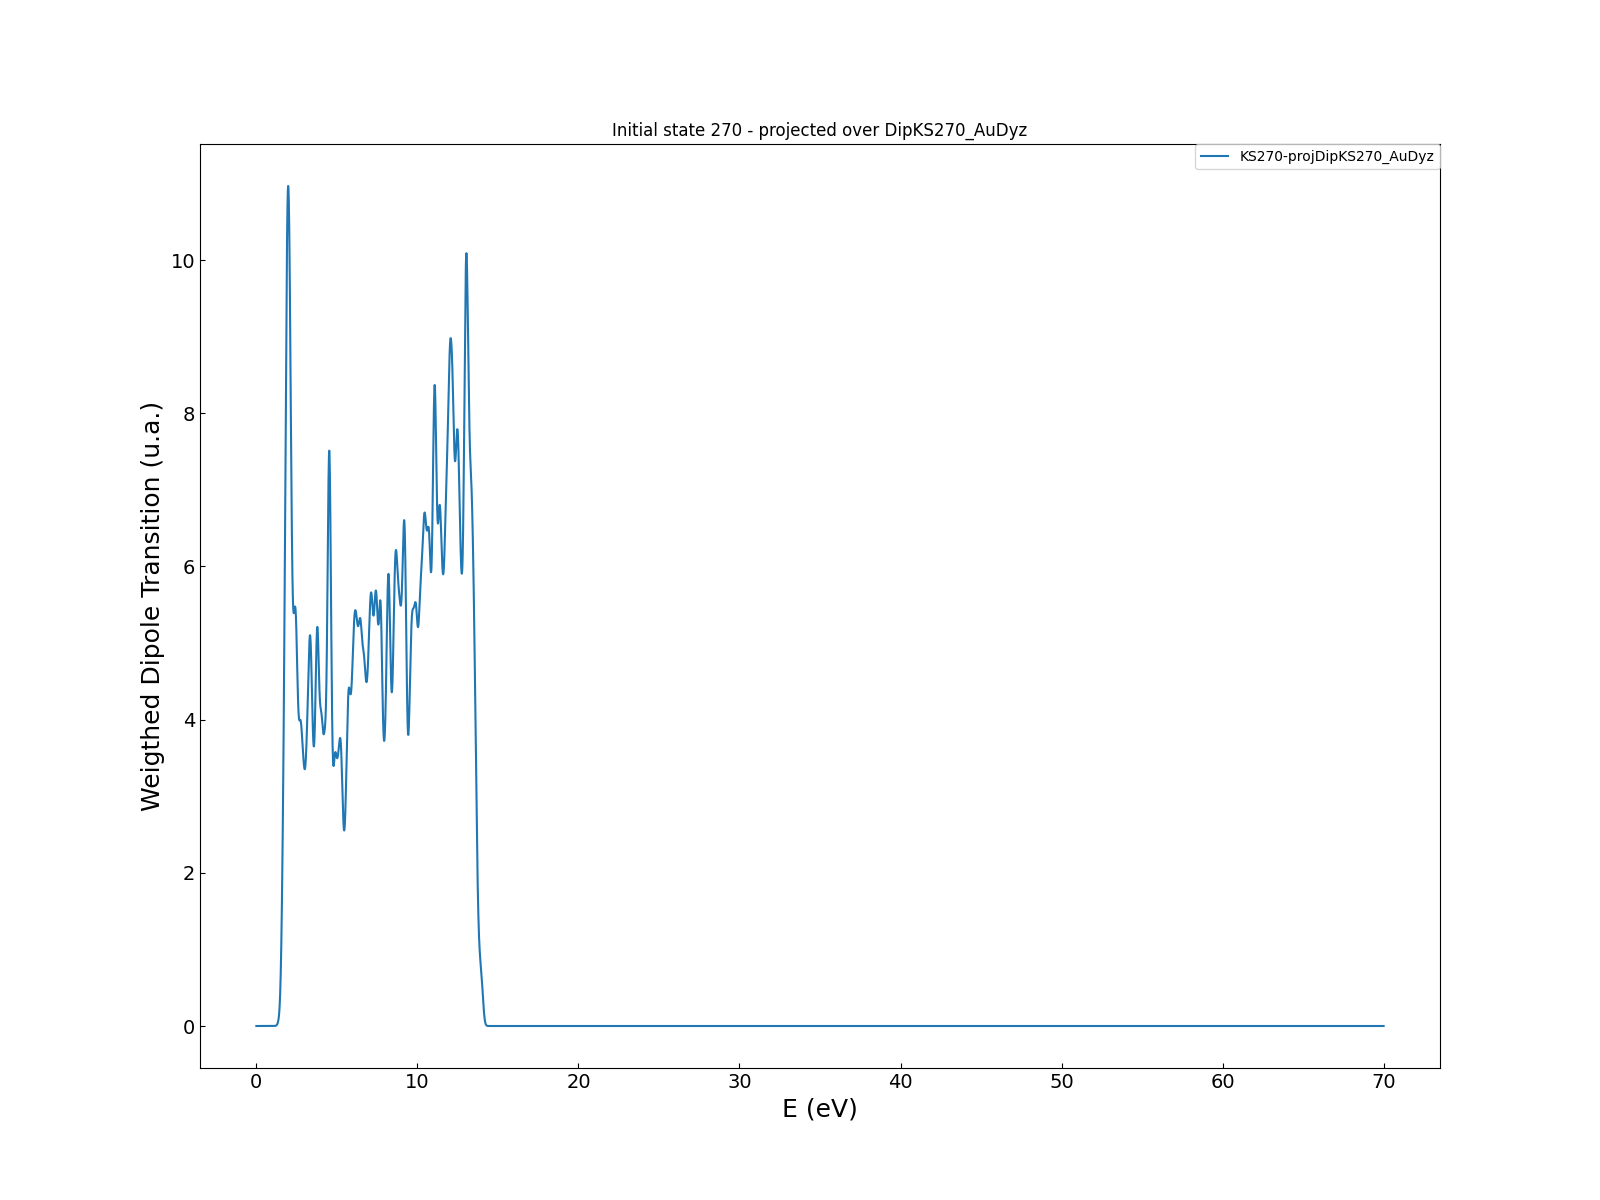 Initial state 270 - projected over DipKS270_AuDyz
KS270-projDipKS270_AuDyz
Weigthed Dipole Transition (u.a.)
10
8
6
4
2
0
0 10 20 30 40 50 60 70
E (eV)